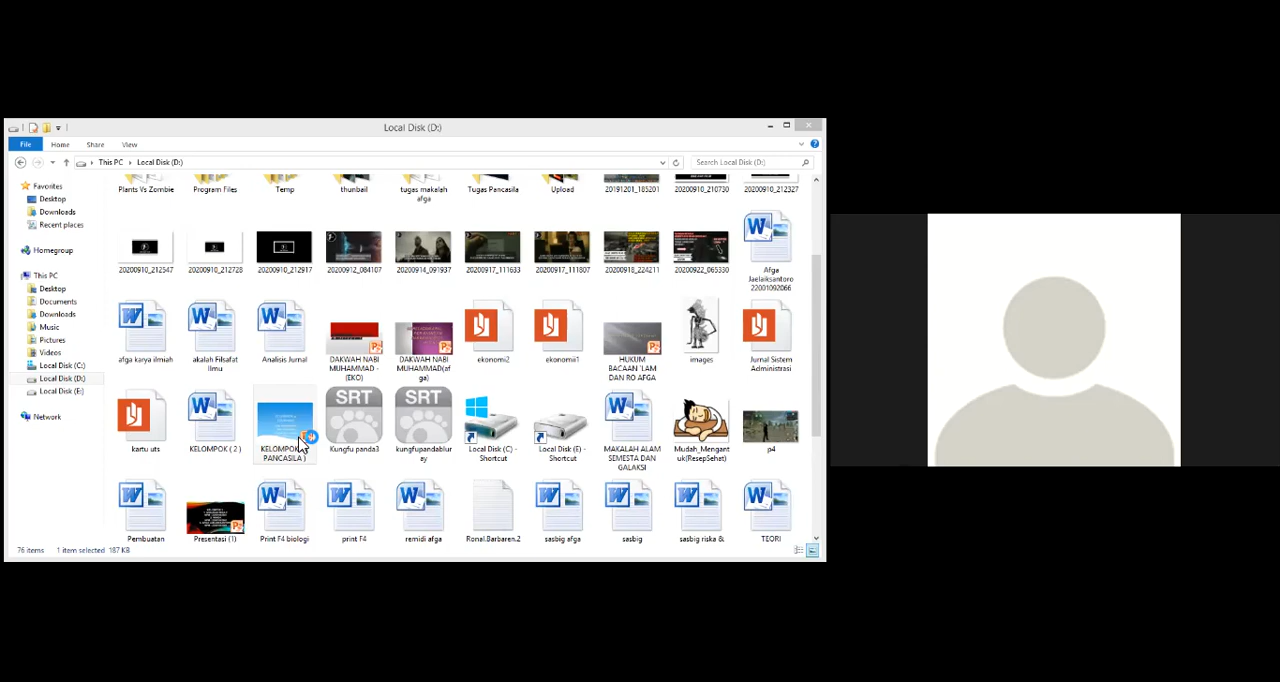 Local Disk (D:)
File Home Share View
This PC Local Disk (D:) Search Local Disk (D:)
Favorites
Desktop
Downloads
Recent places
Homegroup
This PC
Desktop
Documents
Downloads
Music
Pictures
Videos
Local Disk (C:)
Local Disk (D:)
Local Disk (E:)
Network
Plants Vs Zombie Program Files Temp thunbail tugas makalah Tugas Pancasila Upload 20191201_185201 20200910_210730 20200910_212327
afga
20200910_212547 20200910_212728 20200910_212917 20200912_084107 20200914_091937 20200917_111633 20200917_111807 20200918_224211 20200922_065330 Afga
Jaelaiksantoro
22001092066
afga karya ilmiah akalah Filsafat Analisis Jurnal DAKWAH NABI DAKWAH NABI ekonomi2 ekonomii1 HUKUM images Jurnal Sistem
Ilmu MUHAMMAD - MUHAMMAD(af BACAAN `LAM Administrasi
(EKO) ga) DAN RO AFGA
SRT SRT
kartu uts KELOMPOK ( 2 ) KELOMPOK Kungfu panda3 kungfupandablur Local Disk (C) - Local Disk (E) - MAKALAH ALAM Mudah_Mengant p4
PANCASILA ) ay Shortcut Shortcut SEMESTA DAN uk(ResepSehat)
GALAKSI
Pembuatan Presentasi (1) Print F4 biologi print F4 remidi afga Ronal.Barbaren.2 sasbig afga sasbig sasbig riska & TEORI
76 items 1 item selected 187 KB